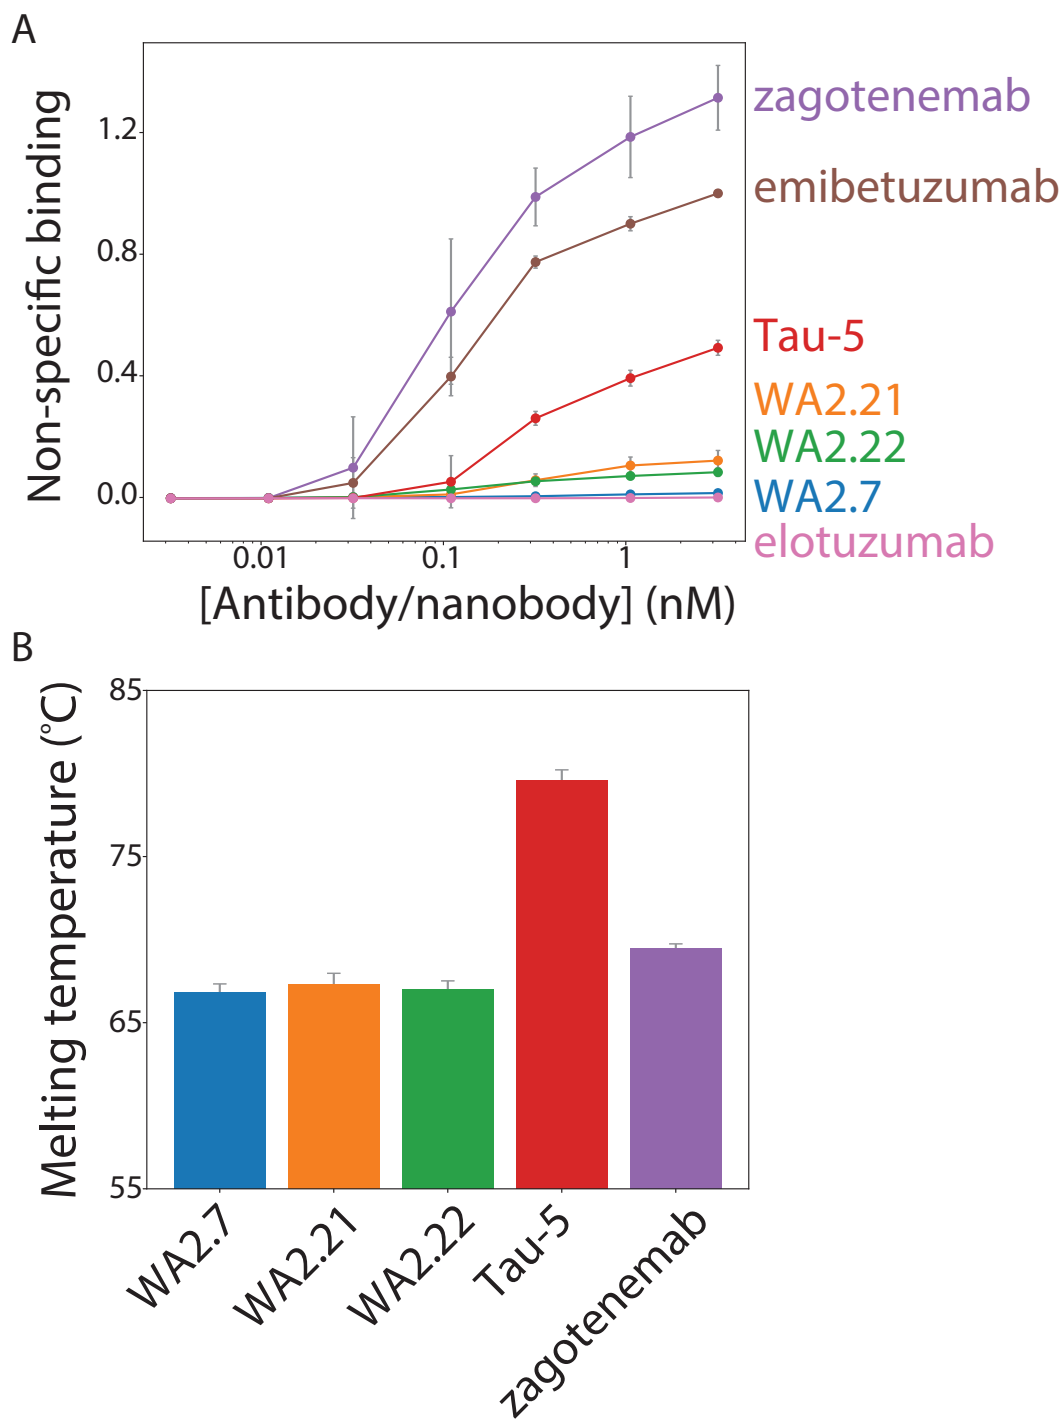 A
Non-specific binding
1.2
0.8
0.4
0.0
0.01
0.1
1
[Antibody/nanobody] (nM)
zagotenemab
emibetuzumab
Tau-5
WA2.21
WA2.22
WA2.7
elotuzumab
B
Melting temperature (°C)
85
75
65
55
WA2.7
WA2.21
WA2.22
Tau-5
zagotenemab